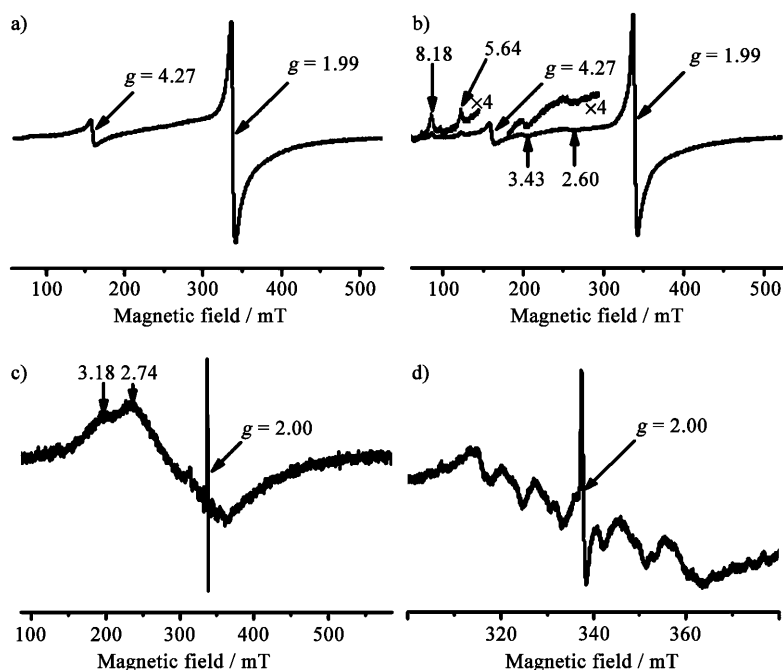 a)
g = 4.27
g = 1.99
100 200 300 400 500
Magnetic field / mT
b)
8.18
5.64
×4
g = 4.27
×4
g = 1.99
3.43
2.60
100 200 300 400 500
Magnetic field / mT
c)
3.18 2.74
g = 2.00
100 200 300 400 500
Magnetic field / mT
d)
g = 2.00
320 340 360
Magnetic field / mT